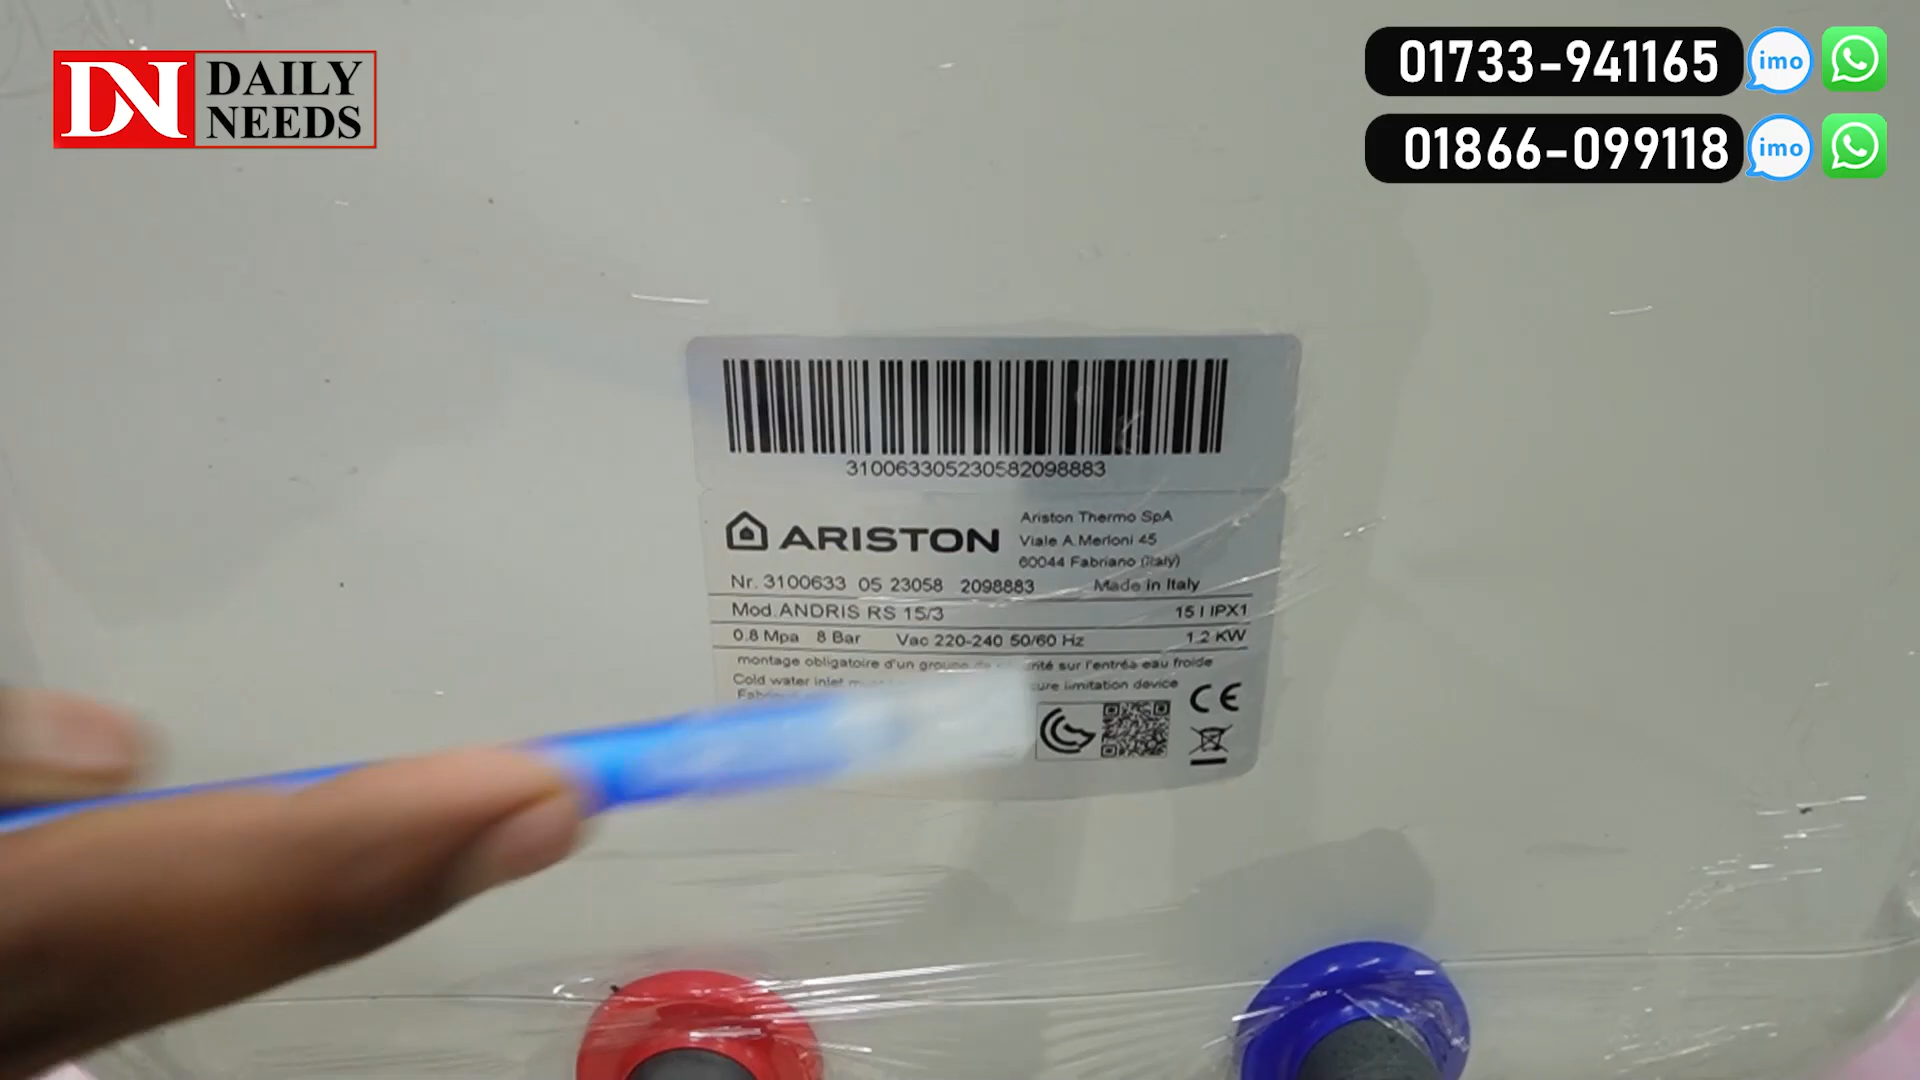 DN DAILY NEEDS
01733-941165 imo
01866-099118 imo
310063305230582098883
ARISTON
Ariston Thermo SpA
Viale A.Merloni 45
60044 Fabriano (Italy)
Nr. 3100633 05 23058 2098883 Made in Italy
Mod.ANDRIS RS 15/3 15 l IPX1
0.8 Mpa 8 Bar Vac 220-240 50/60 Hz 1.2 KW
montage obligatoire d'un groupe de sécurité sur l'entrée eau froide
Cold water inlet limitation device
CE